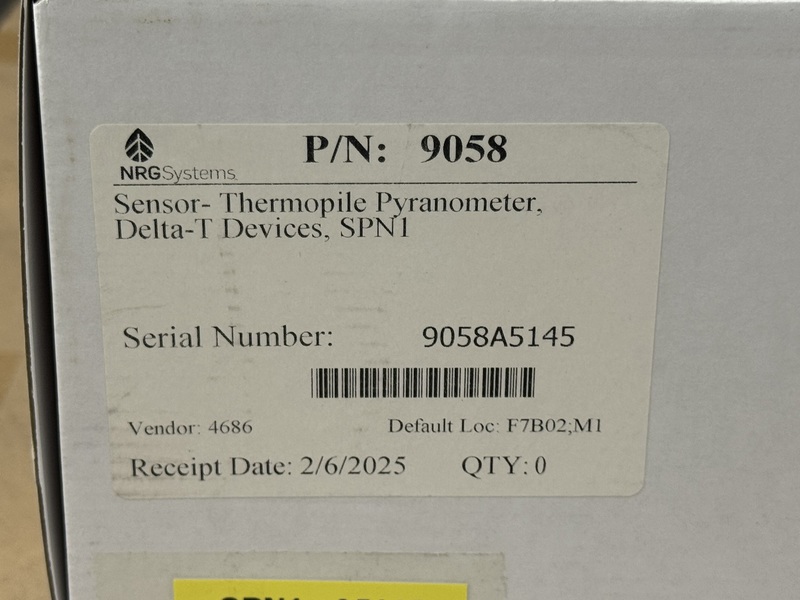 P/N: 9058
NRGSystems
Sensor- Thermopile Pyranometer,
Delta-T Devices, SPN1
Serial Number: 9058A5145
Vendor: 4686 Default Loc: F7B02;M1
Receipt Date: 2/6/2025 QTY: 0